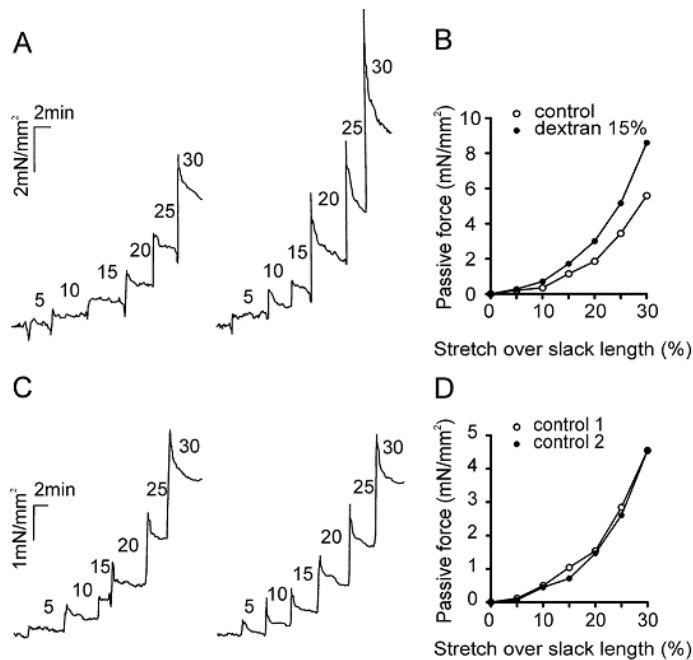 A
2min
2mN/mm²
5
10
15
20
25
30
5
10
15
20
25
30
B
control
dextran 15%
Passive force (mN/mm²)
10
8
6
4
2
0
0 10 20 30
Stretch over slack length (%)
C
2min
1mN/mm²
5
10
15
20
25
30
5
10
15
20
25
30
D
control 1
control 2
Passive force (mN/mm²)
5
4
3
2
1
0
0 10 20 30
Stretch over slack length (%)